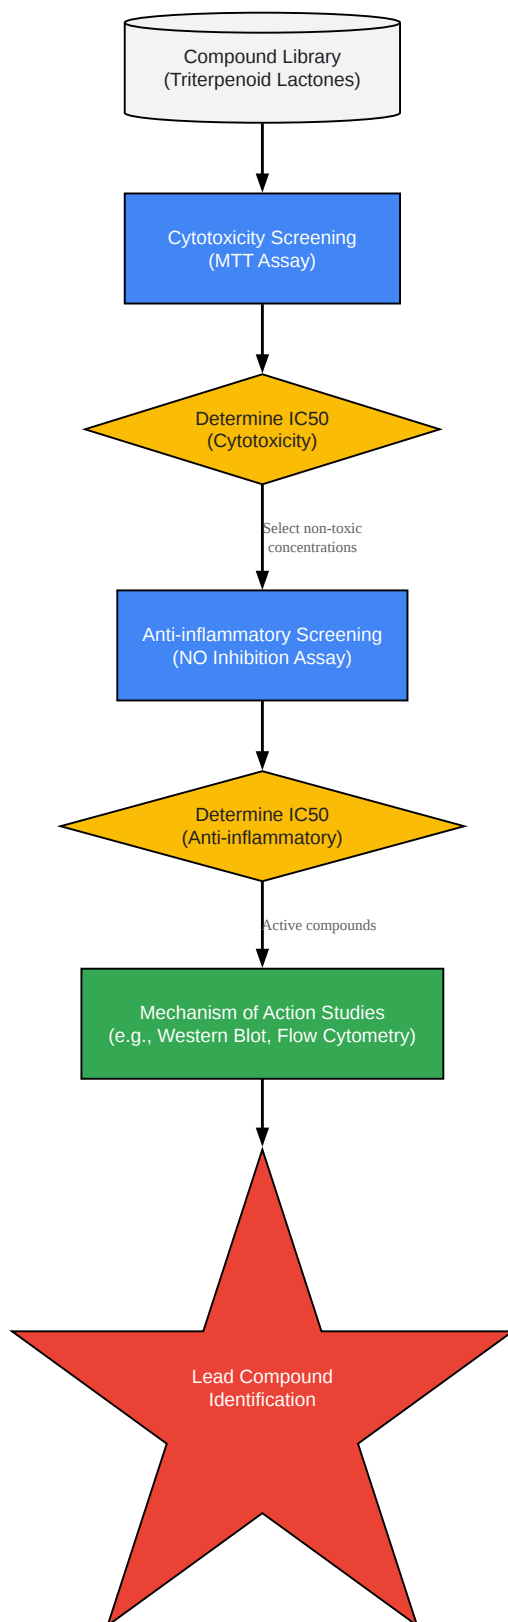 Compound Library
(Triterpenoid Lactones)
Cytotoxicity Screening
(MTT Assay)
Determine IC50
(Cytotoxicity)
Select non-toxic
concentrations
Anti-inflammatory Screening
(NO Inhibition Assay)
Determine IC50
(Anti-inflammatory)
Active compounds
Mechanism of Action Studies
(e.g., Western Blot, Flow Cytometry)
Lead Compound
Identification